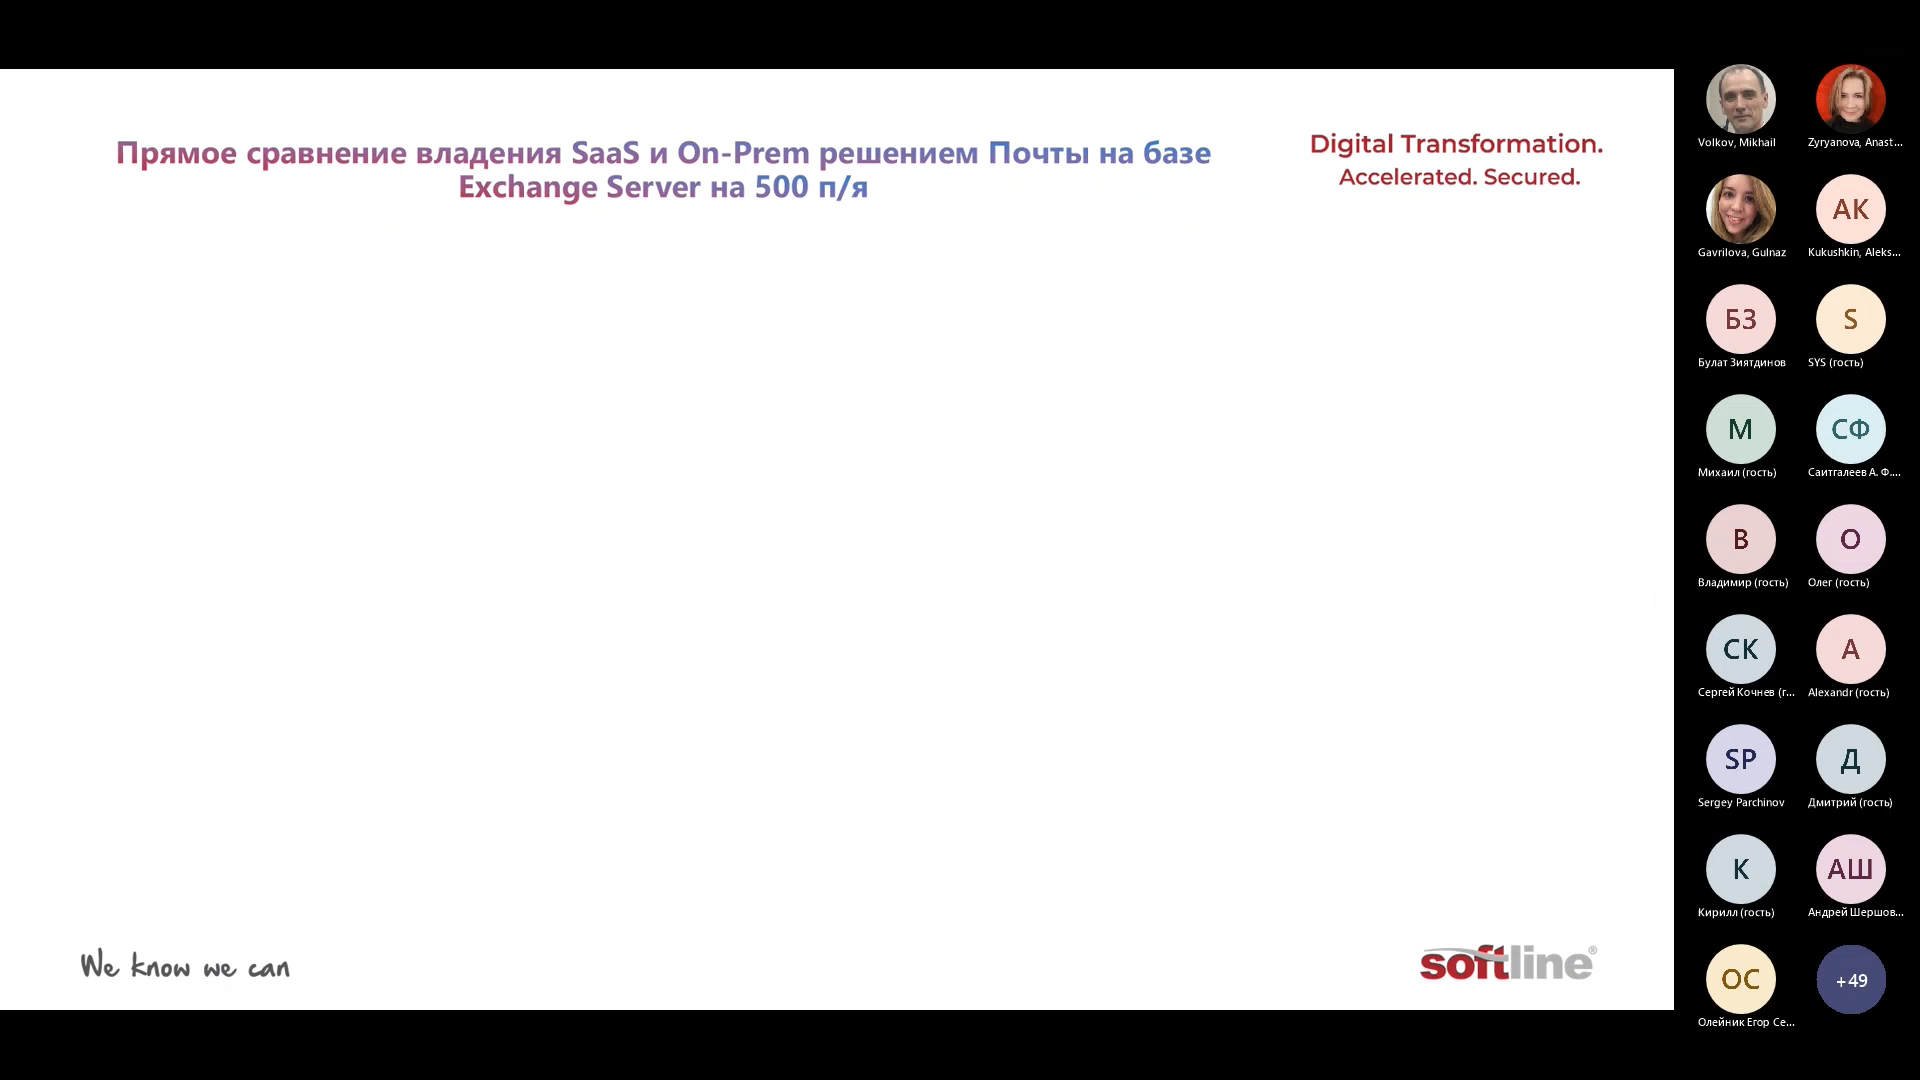 Прямое сравнение владения SaaS и On-Prem решением Почты на базе
Exchange Server на 500 п/я
Digital Transformation.
Accelerated. Secured.
We know we can
softline®
Volkov, Mikhail
Zyryanova, Anast...
Gavrilova, Gulnaz
АК
Kukushkin, Aleks...
БЗ
Булат Зиятдинов
S
SYS (гость)
М
Михаил (гость)
СФ
Саитгалеев А. Ф....
В
Владимир (гость)
О
Олег (гость)
СК
Сергей Кочнев (г...
A
Alexandr (гость)
SP
Sergey Parchinov
Д
Дмитрий (гость)
К
Кирилл (гость)
АШ
Андрей Шершов...
ОС
Олейник Егор Се...
+49